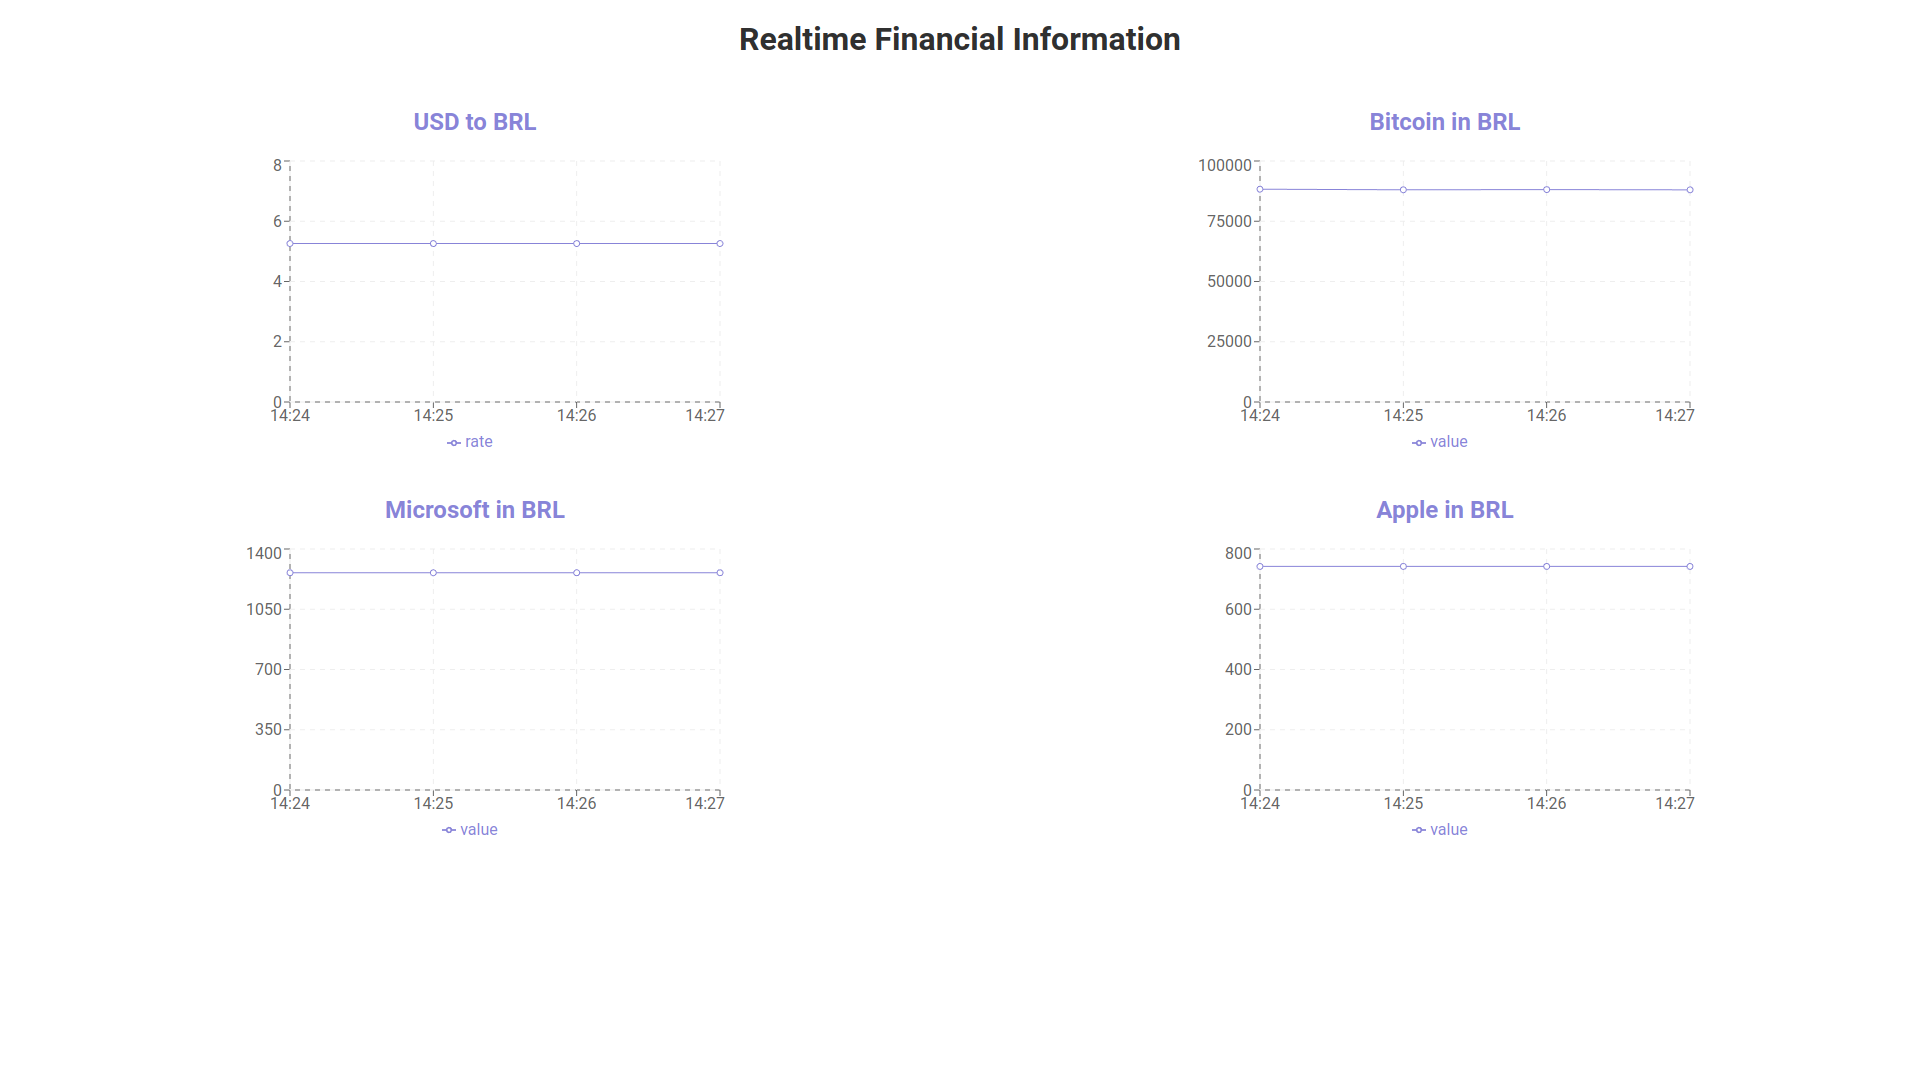 Realtime Financial Information
USD to BRL
8
6
4
2
0
14:24 14:25 14:26 14:27
rate
Bitcoin in BRL
100000
75000
50000
25000
0
14:24 14:25 14:26 14:27
value
Microsoft in BRL
1400
1050
700
350
0
14:24 14:25 14:26 14:27
value
Apple in BRL
800
600
400
200
0
14:24 14:25 14:26 14:27
value